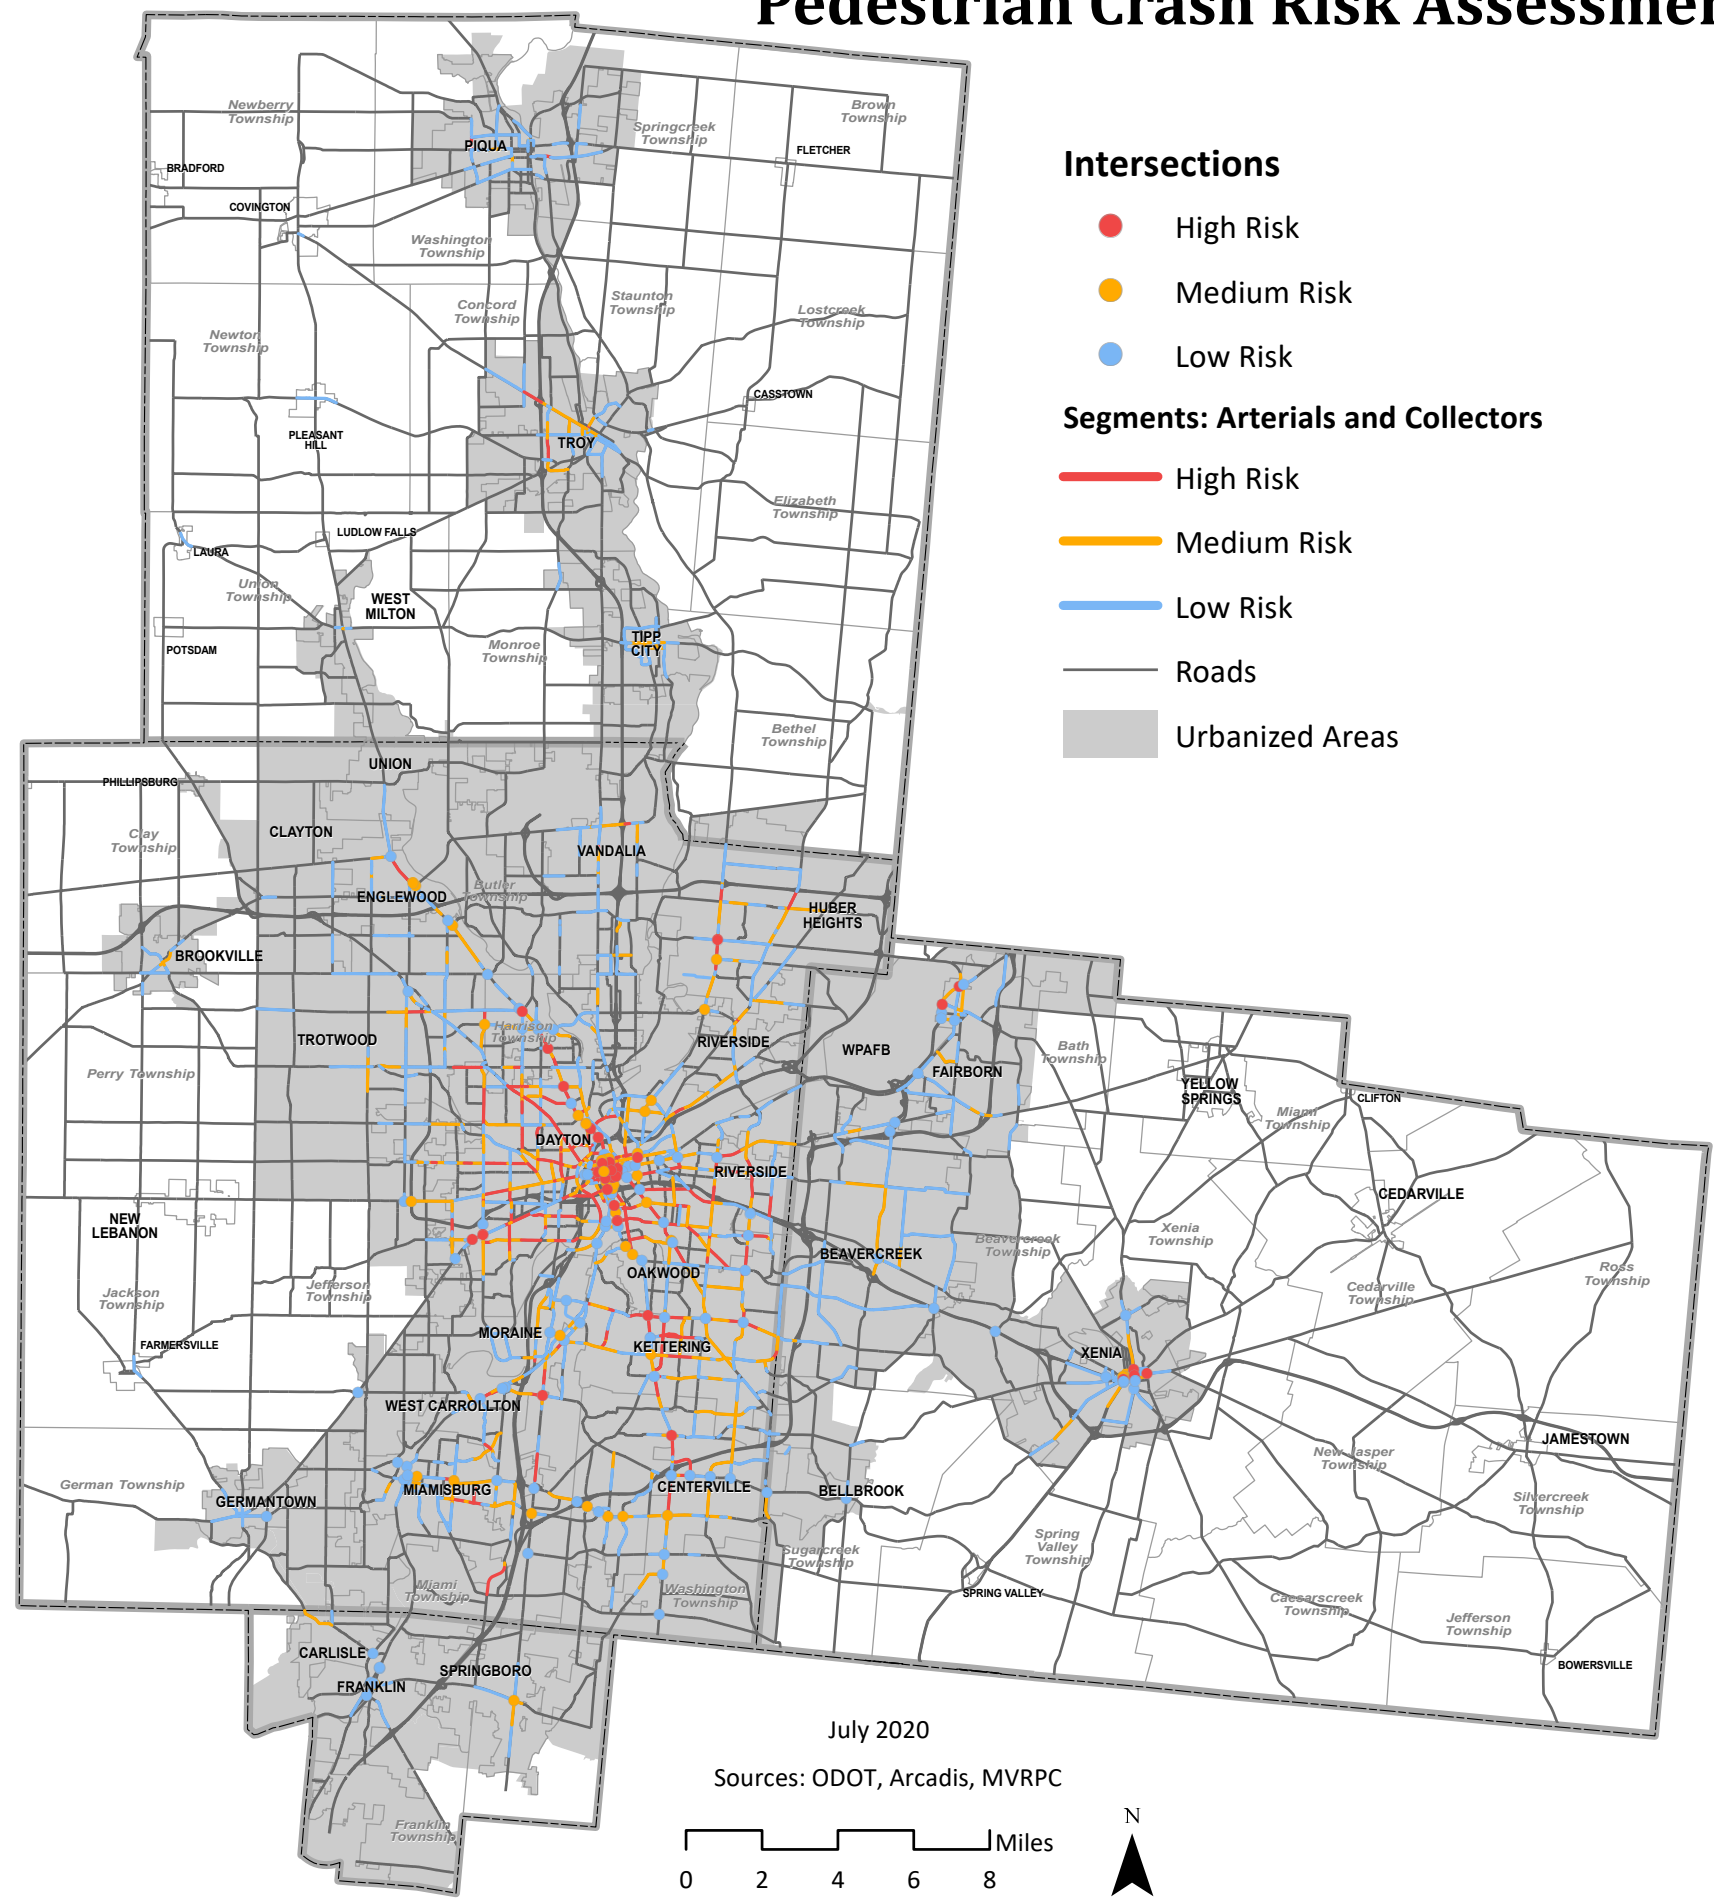 Pedestrian Crash Risk Assessmen
Newberry
Township
Brown
Township
Springcreek
Township
PIQUA
FLETCHER
BRADFORD
COVINGTON
Washington
Township
Concord
Township
Staunton
Township
Lostcreek
Township
Newton
Township
CASSTOWN
PLEASANT
HILL
TROY
Elizabeth
Township
LUDLOW FALLS
LAURA
Union
Township
WEST
MILTON
TIPP
CITY
POTSDAM
Monroe
Township
Bethel
Township
Intersections
High Risk
Medium Risk
Low Risk
Segments: Arterials and Collectors
High Risk
Medium Risk
Low Risk
Roads
Urbanized Areas
UNION
PHILLIPSBURG
Clay
Township
CLAYTON
VANDALIA
ENGLEWOOD
Butler
Township
HUBER
HEIGHTS
BROOKVILLE
TROTWOOD
Harrison
Township
RIVERSIDE
WPAFB
Bath
Township
FAIRBORN
Perry Township
YELLOW
SPRINGS
CLIFTON
Miami
Township
DAYTON
RIVERSIDE
CEDARVILLE
NEW
LEBANON
Xenia
Township
Beavercreek
Township
BEAVERCREEK
OAKWOOD
Ross
Township
Jackson
Township
Jefferson
Township
Cedarville
Township
MORAINE
KETTERING
FARMERSVILLE
XENIA
WEST CARROLLTON
JAMESTOWN
New Jasper
Township
German Township
GERMANTOWN
MIAMISBURG
CENTERVILLE
BELLBROOK
Silvercreek
Township
Sugarcreek
Township
Spring
Valley
Township
Miami
Township
Washington
Township
SPRING VALLEY
Caesarscreek
Township
Jefferson
Township
CARLISLE
SPRINGBORO
FRANKLIN
BOWERSVILLE
Franklin
Township
July 2020
Sources: ODOT, Arcadis, MVRPC
Miles
0 2 4 6 8
N